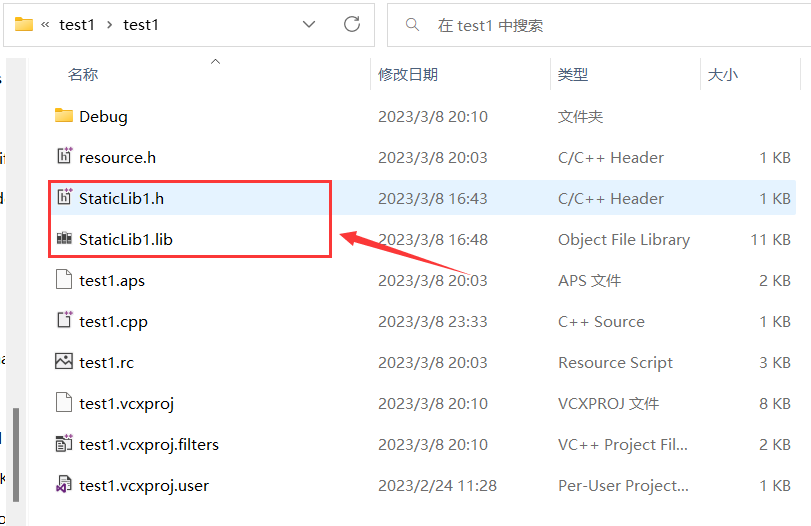 « test1 › test1
在 test1 中搜索
名称 修改日期 类型 大小
Debug 2023/3/8 20:10 文件夹
resource.h 2023/3/8 20:03 C/C++ Header 1 KB
StaticLib1.h 2023/3/8 16:43 C/C++ Header 1 KB
StaticLib1.lib 2023/3/8 16:48 Object File Library 11 KB
test1.aps 2023/3/8 20:03 APS 文件 2 KB
test1.cpp 2023/3/8 23:33 C++ Source 1 KB
test1.rc 2023/3/8 20:03 Resource Script 3 KB
test1.vcxproj 2023/3/8 20:10 VCXPROJ 文件 8 KB
test1.vcxproj.filters 2023/3/8 20:10 VC++ Project Fil... 2 KB
test1.vcxproj.user 2023/2/24 11:28 Per-User Project... 1 KB